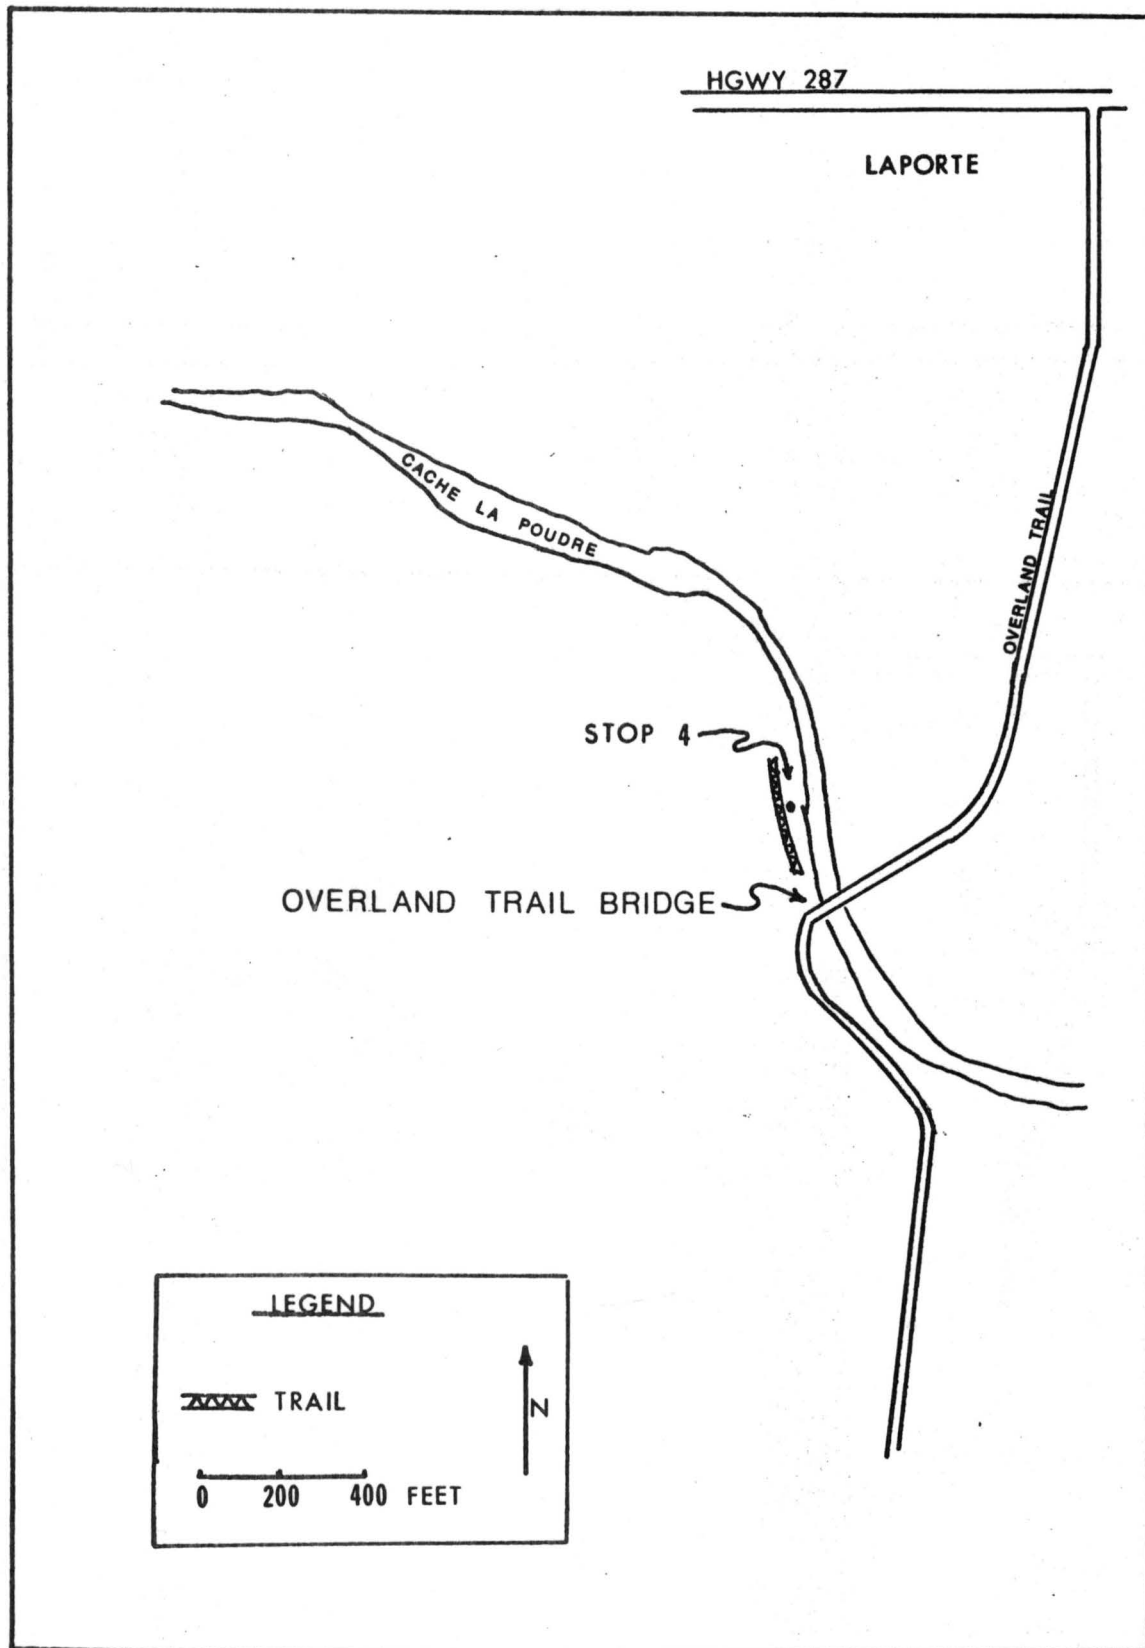 HGWY 287
LAPORTE
CACHE LA POUDRE
OVERLAND TRAIL
STOP 4
OVERLAND TRAIL BRIDGE
LEGEND
TRAIL
N
0 200 400 FEET